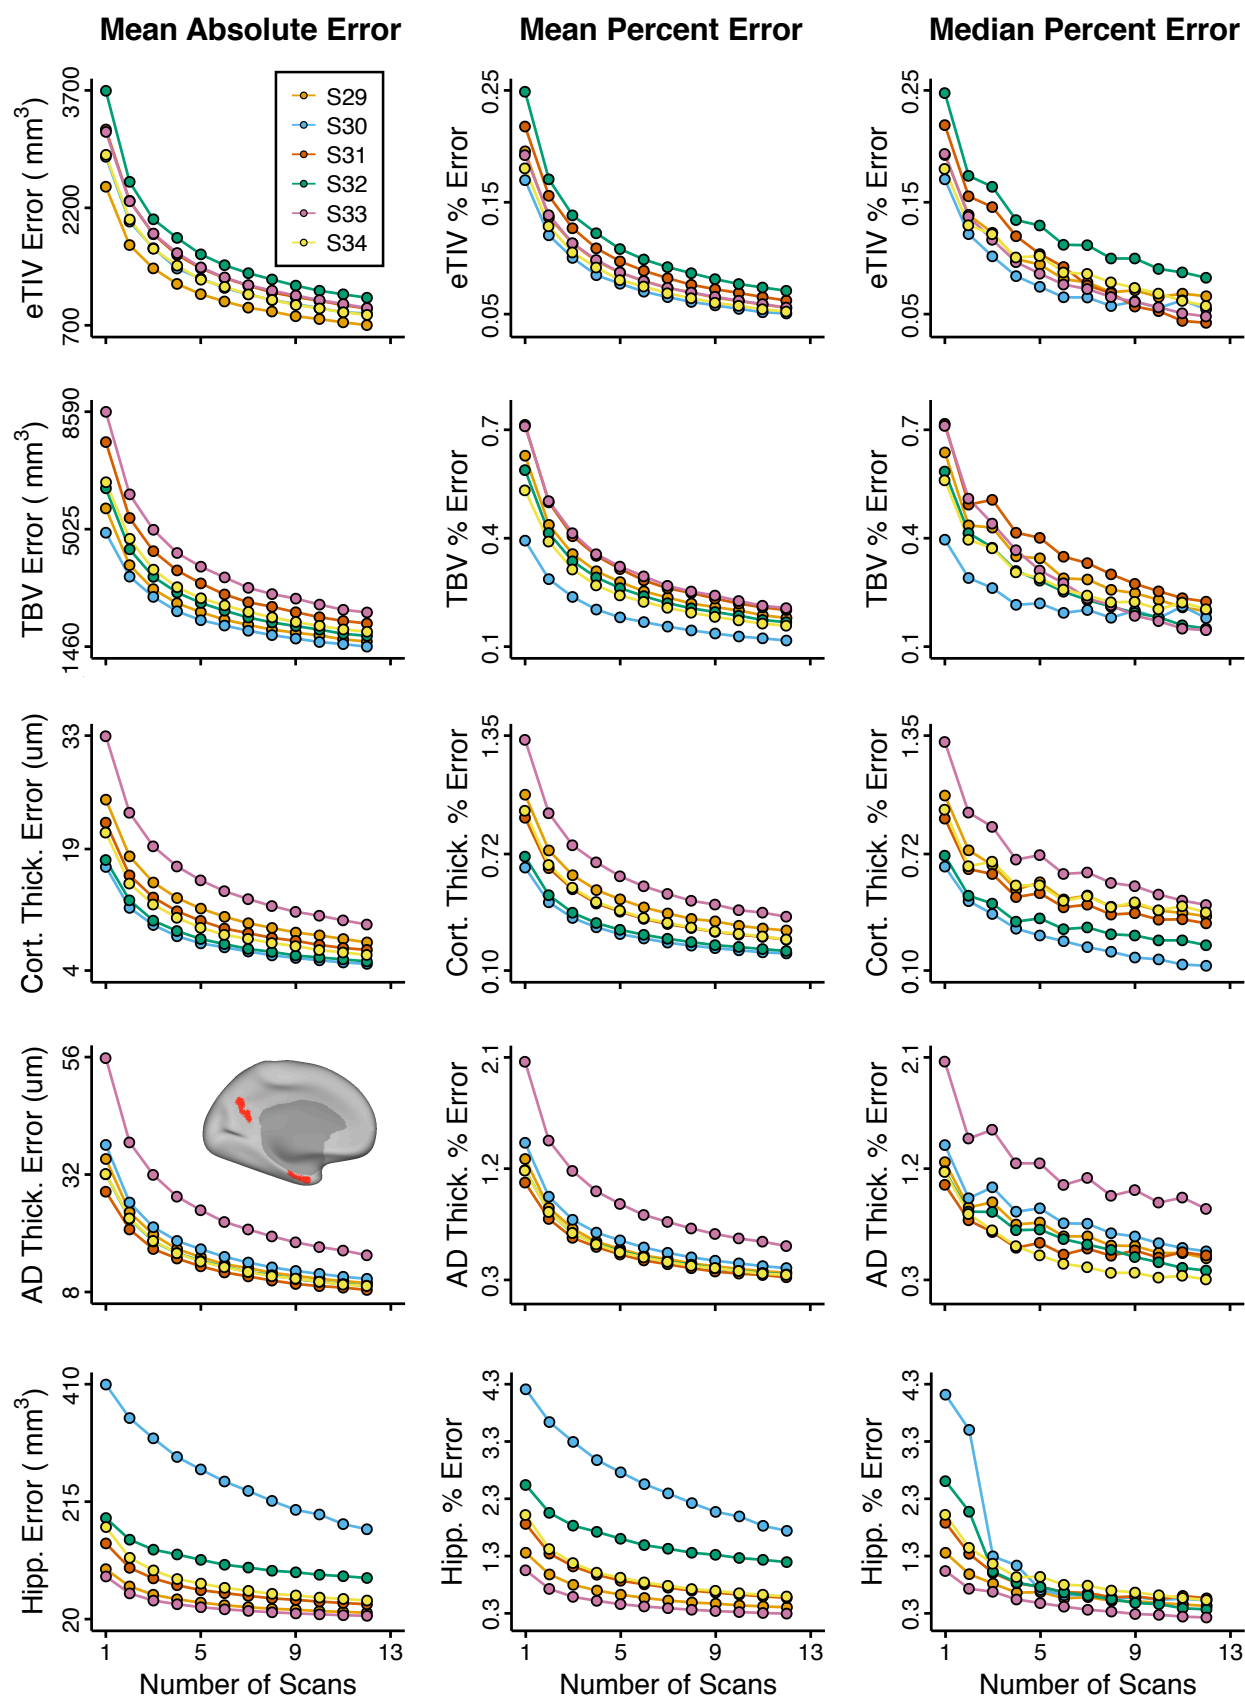 Mean Absolute Error
Mean Percent Error
Median Percent Error
eTIV Error ( mm³)
3700
2200
700
S29
S30
S31
S32
S33
S34
1
5
9
13
eTIV % Error
0.25
0.15
0.05
eTIV % Error
0.25
0.15
0.05
TBV Error ( mm³)
8590
5025
1460
TBV % Error
0.7
0.4
0.1
TBV % Error
0.7
0.4
0.1
Cort. Thick. Error (um)
33
19
4
Cort. Thick. % Error
1.35
0.72
0.10
Cort. Thick. % Error
1.35
0.72
0.10
AD Thick. Error (um)
56
32
8
AD Thick. % Error
2.1
1.2
0.3
AD Thick. % Error
2.1
1.2
0.3
Hipp. Error ( mm³)
410
215
20
Hipp. % Error
4.3
3.3
2.3
1.3
0.3
Hipp. % Error
4.3
3.3
2.3
1.3
0.3
Number of Scans
1
5
9
13
Number of Scans
1
5
9
13
Number of Scans